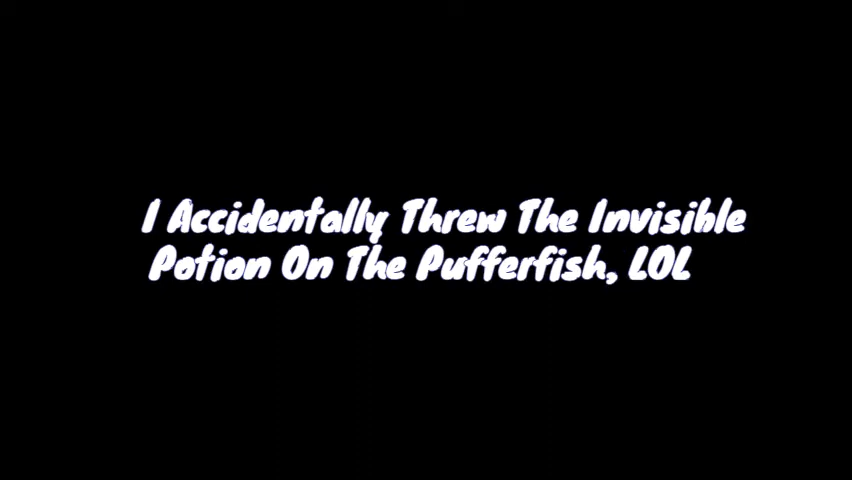 I Accidentally Threw The Invisible
Potion On The Pufferfish, LOL